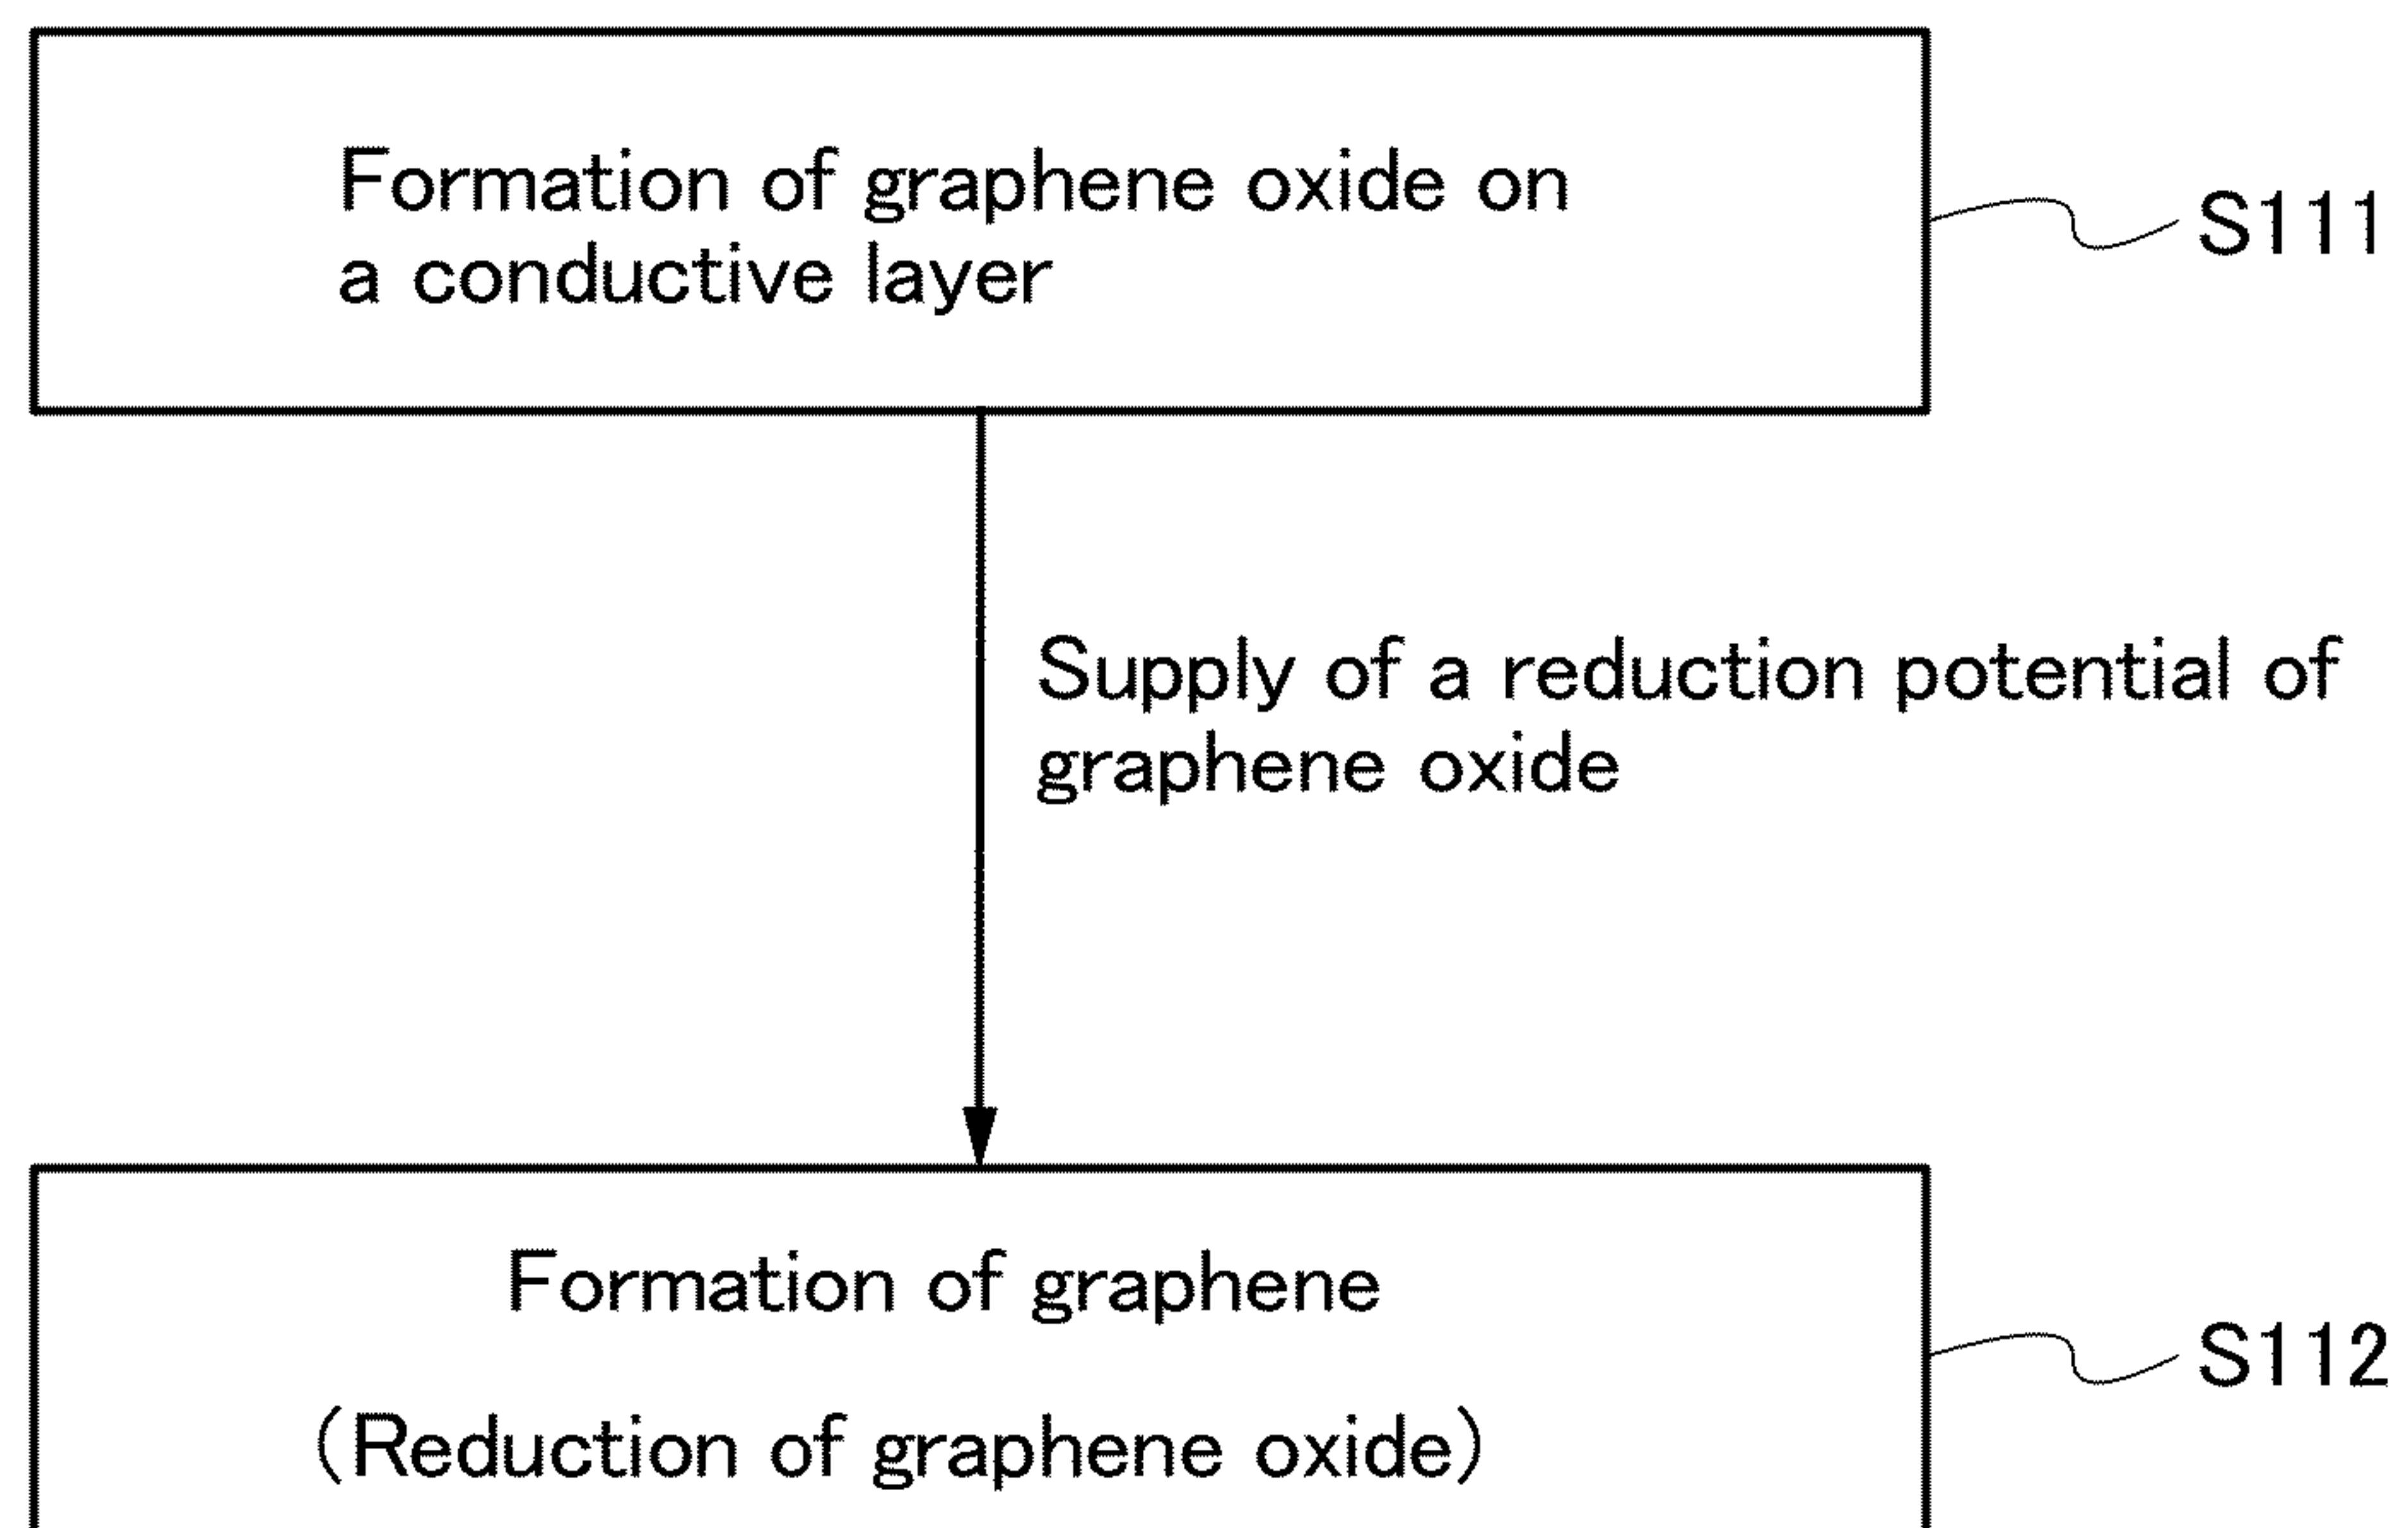 Formation of graphene oxide on
a conductive layer
S111
Supply of a reduction potential of
graphene oxide
Formation of graphene
(Reduction of graphene oxide)
S112